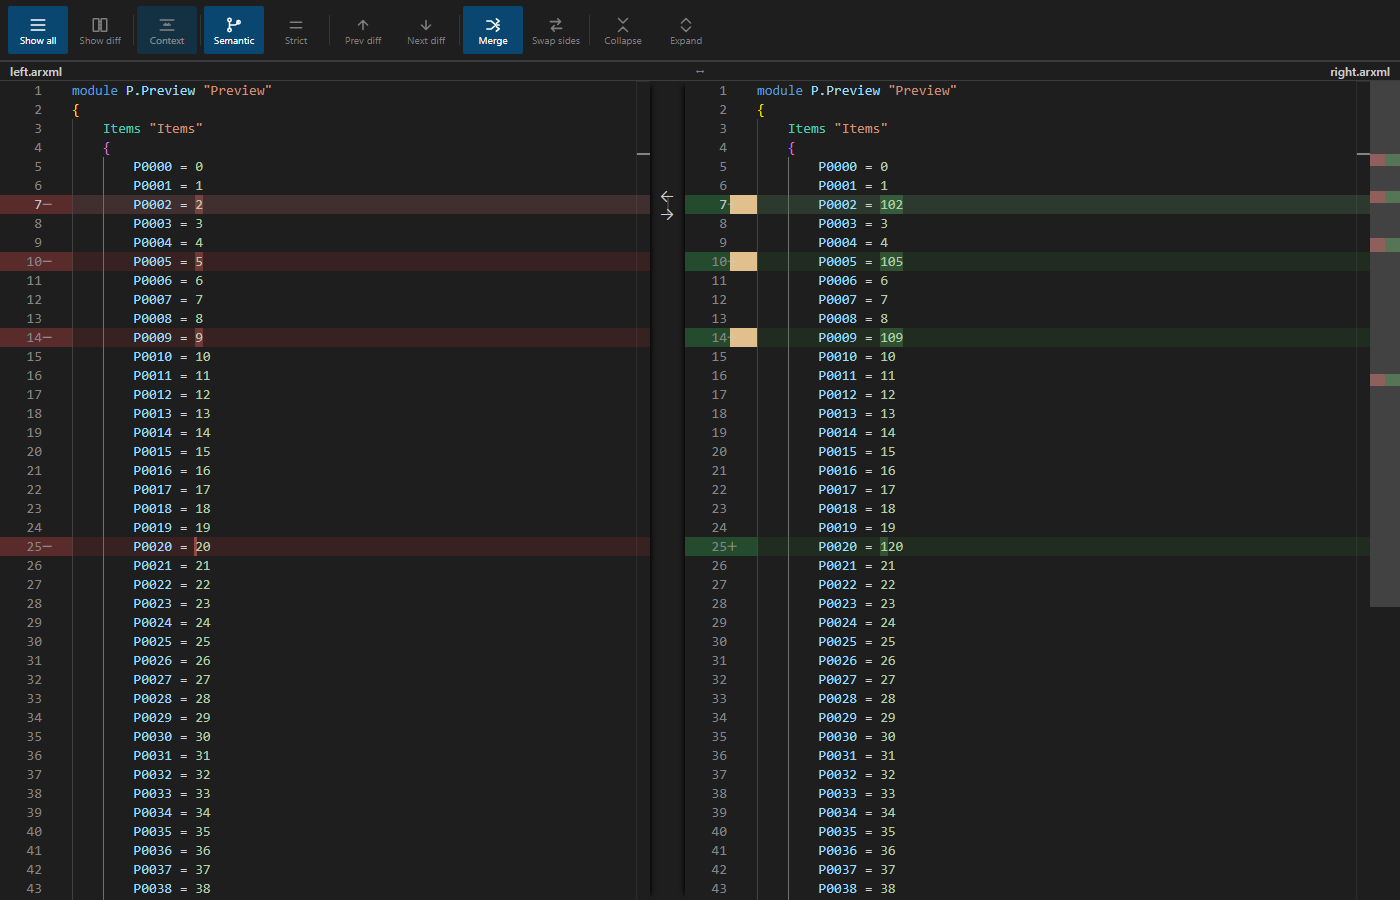 Show all Show diff Context Semantic Strict Prev diff Next diff Merge Swap sides Collapse Expand
left.arxml ↔ right.arxml
1 module P.Preview "Preview" 1 module P.Preview "Preview"
2 { 2 {
3 Items "Items" 3 Items "Items"
4 { 4 {
5 P0000 = 0 5 P0000 = 0
6 P0001 = 1 6 P0001 = 1
7− P0002 = 2 7 P0002 = 102
8 P0003 = 3 8 P0003 = 3
9 P0004 = 4 9 P0004 = 4
10− P0005 = 5 10 P0005 = 105
11 P0006 = 6 11 P0006 = 6
12 P0007 = 7 12 P0007 = 7
13 P0008 = 8 13 P0008 = 8
14− P0009 = 9 14 P0009 = 109
15 P0010 = 10 15 P0010 = 10
16 P0011 = 11 16 P0011 = 11
17 P0012 = 12 17 P0012 = 12
18 P0013 = 13 18 P0013 = 13
19 P0014 = 14 19 P0014 = 14
20 P0015 = 15 20 P0015 = 15
21 P0016 = 16 21 P0016 = 16
22 P0017 = 17 22 P0017 = 17
23 P0018 = 18 23 P0018 = 18
24 P0019 = 19 24 P0019 = 19
25− P0020 = 20 25+ P0020 = 120
26 P0021 = 21 26 P0021 = 21
27 P0022 = 22 27 P0022 = 22
28 P0023 = 23 28 P0023 = 23
29 P0024 = 24 29 P0024 = 24
30 P0025 = 25 30 P0025 = 25
31 P0026 = 26 31 P0026 = 26
32 P0027 = 27 32 P0027 = 27
33 P0028 = 28 33 P0028 = 28
34 P0029 = 29 34 P0029 = 29
35 P0030 = 30 35 P0030 = 30
36 P0031 = 31 36 P0031 = 31
37 P0032 = 32 37 P0032 = 32
38 P0033 = 33 38 P0033 = 33
39 P0034 = 34 39 P0034 = 34
40 P0035 = 35 40 P0035 = 35
41 P0036 = 36 41 P0036 = 36
42 P0037 = 37 42 P0037 = 37
43 P0038 = 38 43 P0038 = 38